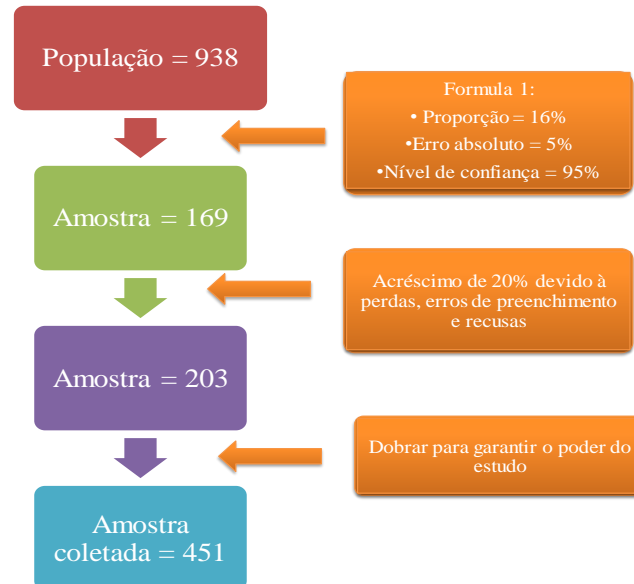 População = 938
Formula 1:
• Proporção = 16%
•Erro absoluto = 5%
•Nível de confiança = 95%
Amostra = 169
Acréscimo de 20% devido à
perdas, erros de preenchimento
e recusas
Amostra = 203
Dobrar para garantir o poder do
estudo
Amostra
coletada = 451